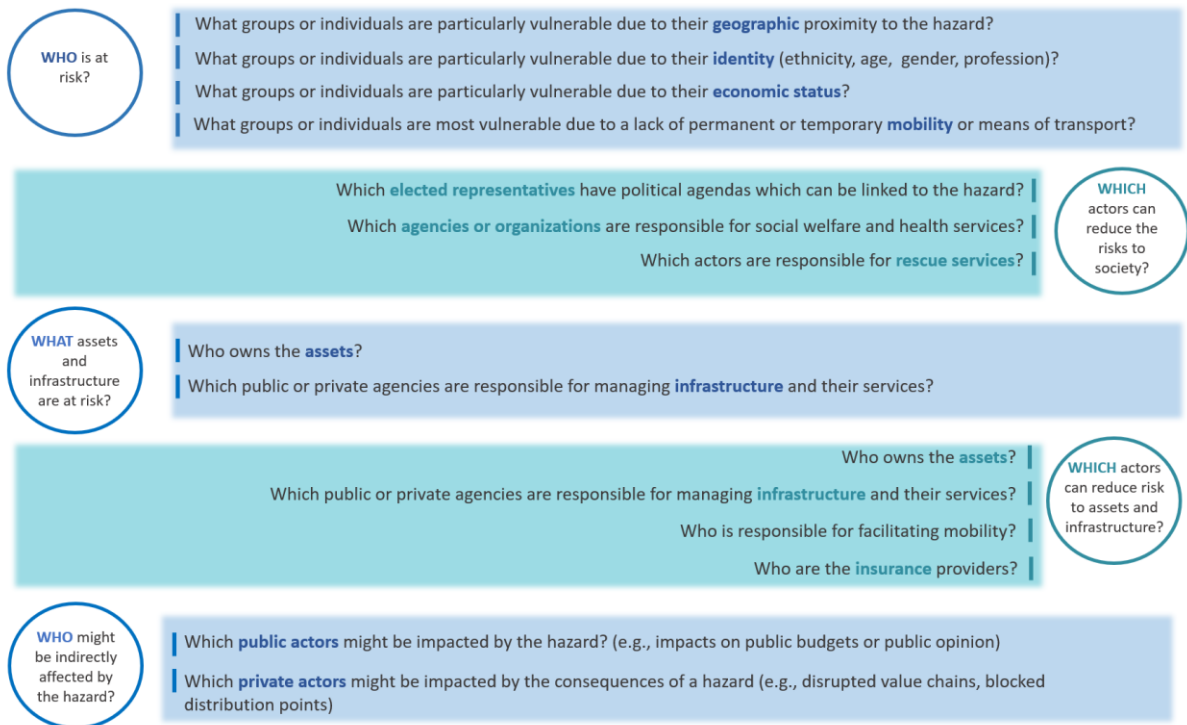 WHO is at
risk?
What groups or individuals are particularly vulnerable due to their geographic proximity to the hazard?
What groups or individuals are particularly vulnerable due to their identity (ethnicity, age, gender, profession)?
What groups or individuals are particularly vulnerable due to their economic status?
What groups or individuals are most vulnerable due to a lack of permanent or temporary mobility or means of transport?
Which elected representatives have political agendas which can be linked to the hazard?
Which agencies or organizations are responsible for social welfare and health services?
Which actors are responsible for rescue services?
WHICH
actors can
reduce the
risks to
society?
WHAT assets
and
infrastructure
are at risk?
Who owns the assets?
Which public or private agencies are responsible for managing infrastructure and their services?
Who owns the assets?
Which public or private agencies are responsible for managing infrastructure and their services?
Who is responsible for facilitating mobility?
Who are the insurance providers?
WHICH actors
can reduce risk
to assets and
infrastructure?
WHO might
be indirectly
affected by
the hazard?
Which public actors might be impacted by the hazard? (e.g., impacts on public budgets or public opinion)
Which private actors might be impacted by the consequences of a hazard (e.g., disrupted value chains, blocked
distribution points)